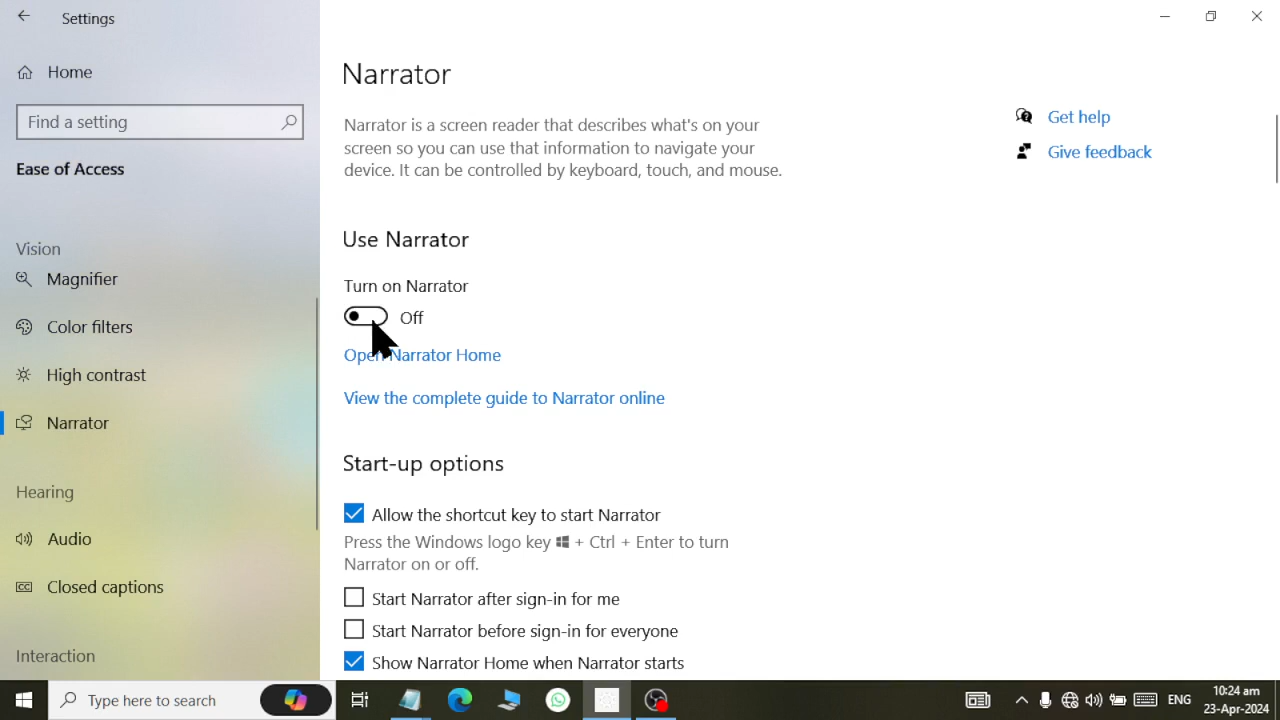 Settings
Home
Find a setting
Ease of Access
Vision
Magnifier
Color filters
High contrast
Narrator
Hearing
Audio
Closed captions
Interaction
Narrator
Narrator is a screen reader that describes what's on your
screen so you can use that information to navigate your
device. It can be controlled by keyboard, touch, and mouse.
Use Narrator
Turn on Narrator
Off
Open Narrator Home
View the complete guide to Narrator online
Start-up options
Allow the shortcut key to start Narrator
Press the Windows logo key + Ctrl + Enter to turn
Narrator on or off.
Start Narrator after sign-in for me
Start Narrator before sign-in for everyone
Show Narrator Home when Narrator starts
Get help
Give feedback
Type here to search
ENG
10:24 am
23-Apr-2024